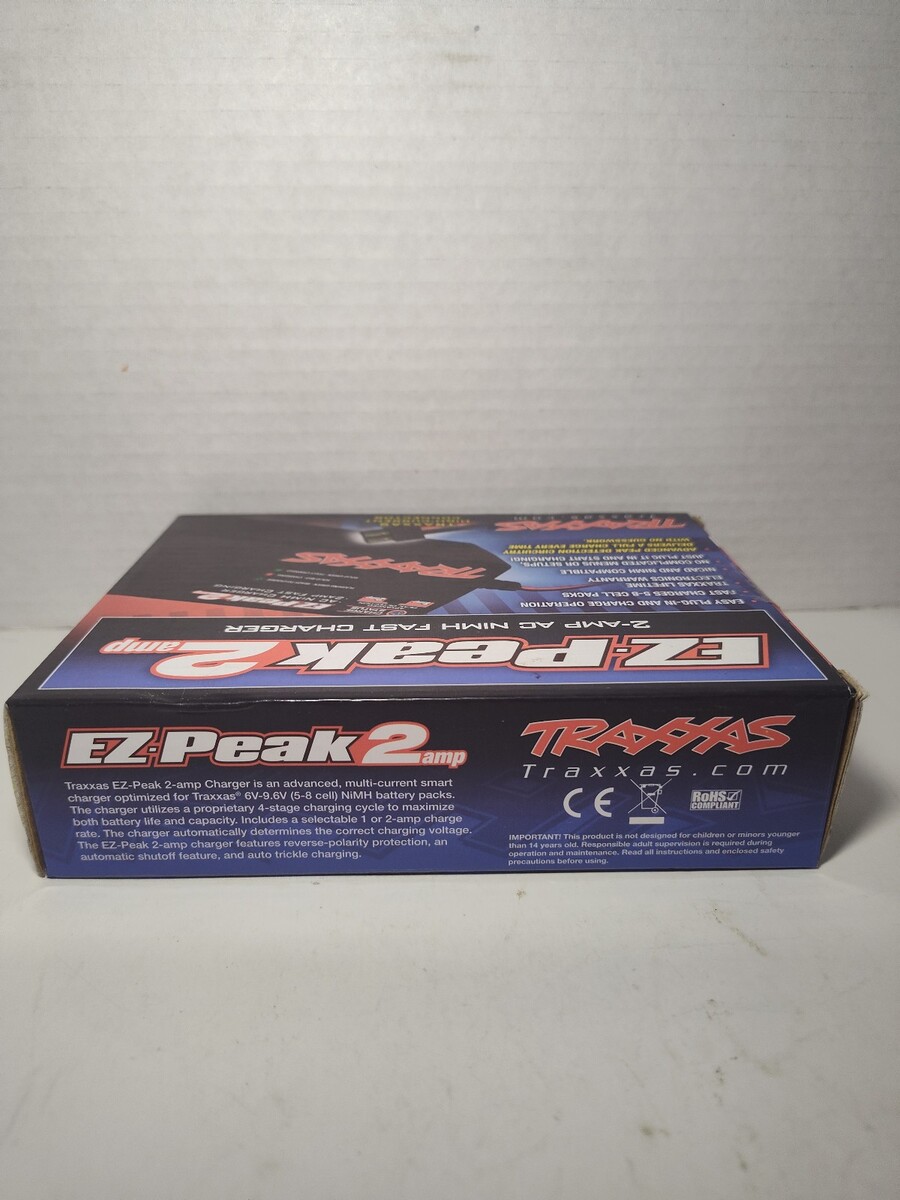 TRAXXAS
Traxxas.com
EASY PLUG-IN AND CHARGE OPERATION
FAST CHARGES 5-8 CELL PACKS
TRAXXAS LIFETIME
ELECTRONICS WARRANTY
NICAD AND NIMH COMPATIBLE
NO COMPLICATED MENUS OR SETUPS,
JUST PLUG IT AND START CHARGING!
ADVANCED PEAK DETECTION CIRCUITRY
DELIVERS A FULL CHARGE EVERY TIME
WITH NO GUESSWORK.
TRAXXAS
EZ-Peak 2 amp
2-AMP AC NIMH FAST CHARGER
EZ-Peak 2 amp
Traxxas EZ-Peak 2-amp Charger is an advanced, multi-current smart
charger optimized for Traxxas® 6V-9.6V (5-8 cell) NiMH battery packs.
The charger utilizes a proprietary 4-stage charging cycle to maximize
both battery life and capacity. Includes a selectable 1 or 2-amp charge
rate. The charger automatically determines the correct charging voltage.
The EZ-Peak 2-amp charger features reverse-polarity protection, an
automatic shutoff feature, and auto trickle charging.
TRAXXAS
Traxxas.com
CE
RoHS
COMPLIANT
IMPORTANT! This product is not designed for children or minors younger
than 14 years old. Responsible adult supervision is required during
operation and maintenance. Read all instructions and enclosed safety
precautions before using.